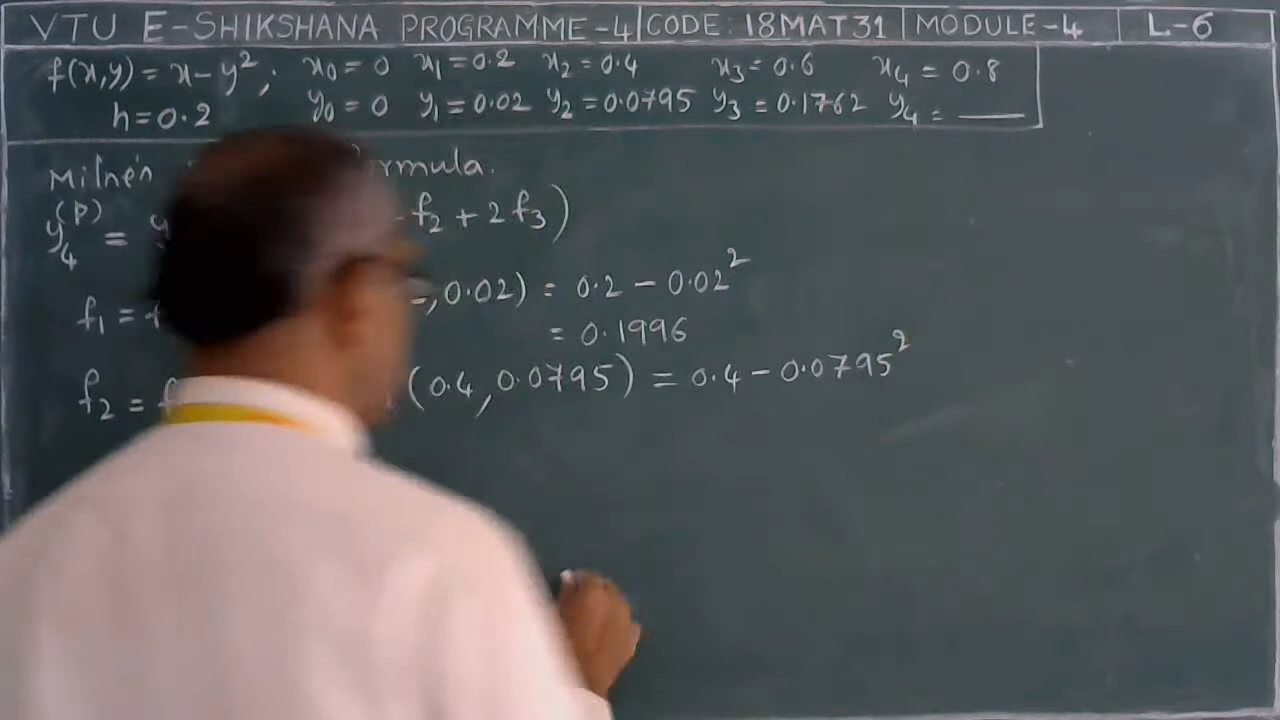 VTU E-SHIKSHANA PROGRAMME-4 CODE: 18MAT31 MODULE-4 L-6
f(x,y) = x - y²; x₀ = 0 x₁ = 0.2 x₂ = 0.4 x₃ = 0.6 x₄ = 0.8
h = 0.2 y₀ = 0 y₁ = 0.02 y₂ = 0.0795 y₃ = 0.1762 y₄ = ___
Milne's
y₄⁽ᴾ⁾ = f₂ + 2f₃)
f₁ = , 0.02) = 0.2 - 0.02²
= 0.1996
f₂ = (0.4, 0.0795) = 0.4 - 0.0795²